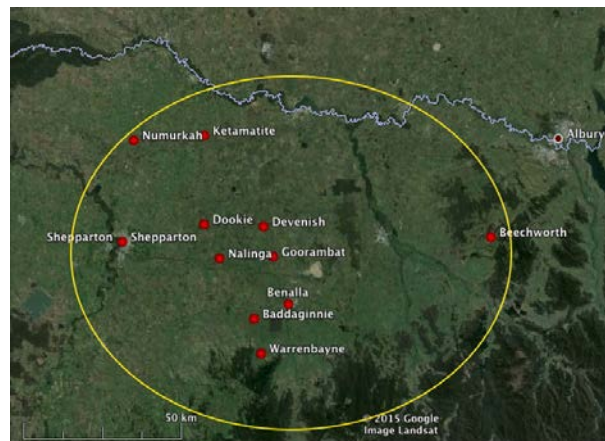 Albury
Numurkah
Ketamatite
Dookie
Devenish
Beechworth
Shepparton
Shepparton
Nalinga
Goorambat
Benalla
Baddaginnie
Warrenbayne
50 km
© 2015 Google
Image Landsat